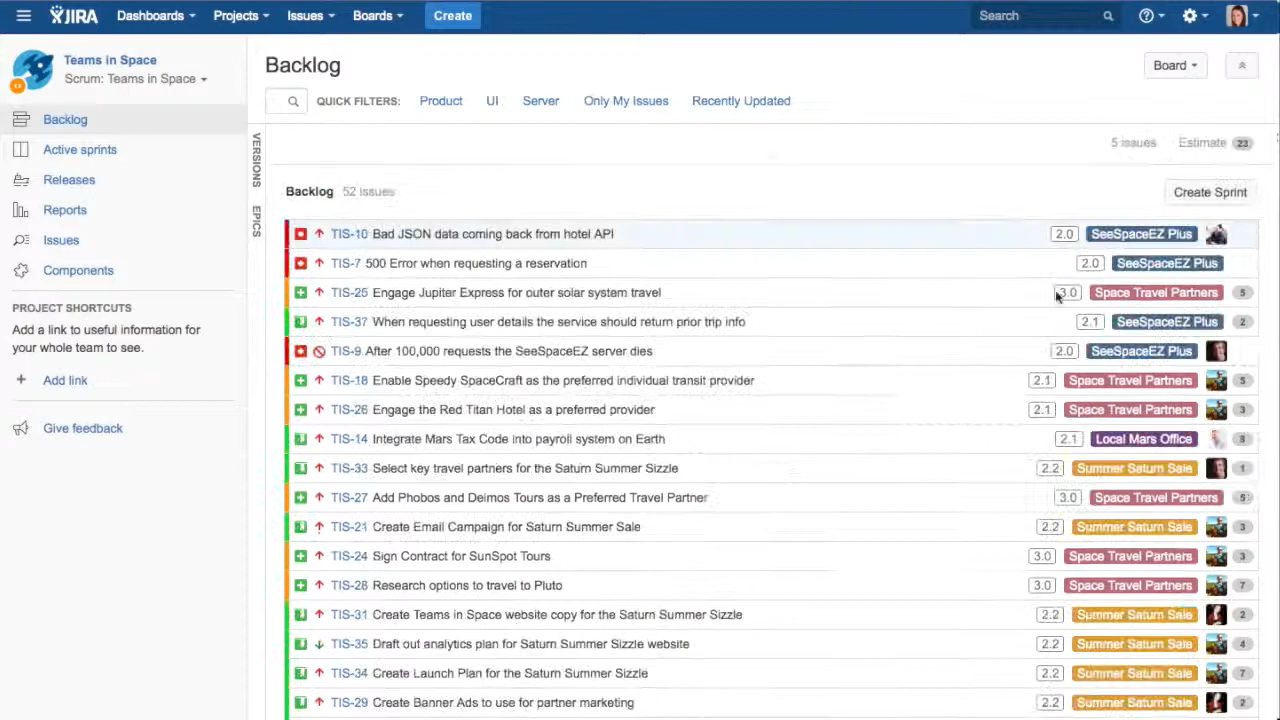 JIRA Dashboards Projects Issues Boards Create Search
Teams in Space
Scrum: Teams in Space
Backlog
Active sprints
Releases
Reports
Issues
Components
PROJECT SHORTCUTS
Add a link to useful information for
your whole team to see.
Add link
Give feedback
VERSIONS
EPICS
Backlog Board
QUICK FILTERS: Product UI Server Only My Issues Recently Updated
5 issues Estimate 23
Backlog 52 issues Create Sprint
TIS-10 Bad JSON data coming back from hotel API 2.0 SeeSpaceEZ Plus
TIS-7 500 Error when requesting a reservation 2.0 SeeSpaceEZ Plus
TIS-25 Engage Jupiter Express for outer solar system travel 3.0 Space Travel Partners 5
TIS-37 When requesting user details the service should return prior trip info 2.1 SeeSpaceEZ Plus 2
TIS-9 After 100,000 requests the SeeSpaceEZ server dies 2.0 SeeSpaceEZ Plus
TIS-18 Enable Speedy SpaceCraft as the preferred individual transit provider 2.1 Space Travel Partners 5
TIS-26 Engage the Red Titan Hotel as a preferred provider 2.1 Space Travel Partners 3
TIS-14 Integrate Mars Tax Code into payroll system on Earth 2.1 Local Mars Office
TIS-33 Select key travel partners for the Saturn Summer Sizzle 2.2 Summer Saturn Sale 1
TIS-27 Add Phobos and Deimos Tours as a Preferred Travel Partner 3.0 Space Travel Partners 5
TIS-21 Create Email Campaign for Saturn Summer Sale 2.2 Summer Saturn Sale 3
TIS-24 Sign Contract for SunSpot Tours 3.0 Space Travel Partners 3
TIS-28 Research options to travel to Pluto 3.0 Space Travel Partners 7
TIS-31 Create Teams in Space website copy for the Saturn Summer Sizzle 2.2 Summer Saturn Sale 2
TIS-35 Draft out analytics plan for Saturn Summer Sizzle website 2.2 Summer Saturn Sale 4
TIS-34 Create Launch Plan for the Saturn Summer Sizzle 2.2 Summer Saturn Sale 7
TIS-29 Create use for partner marketing 2.2 Summer Saturn Sale 2